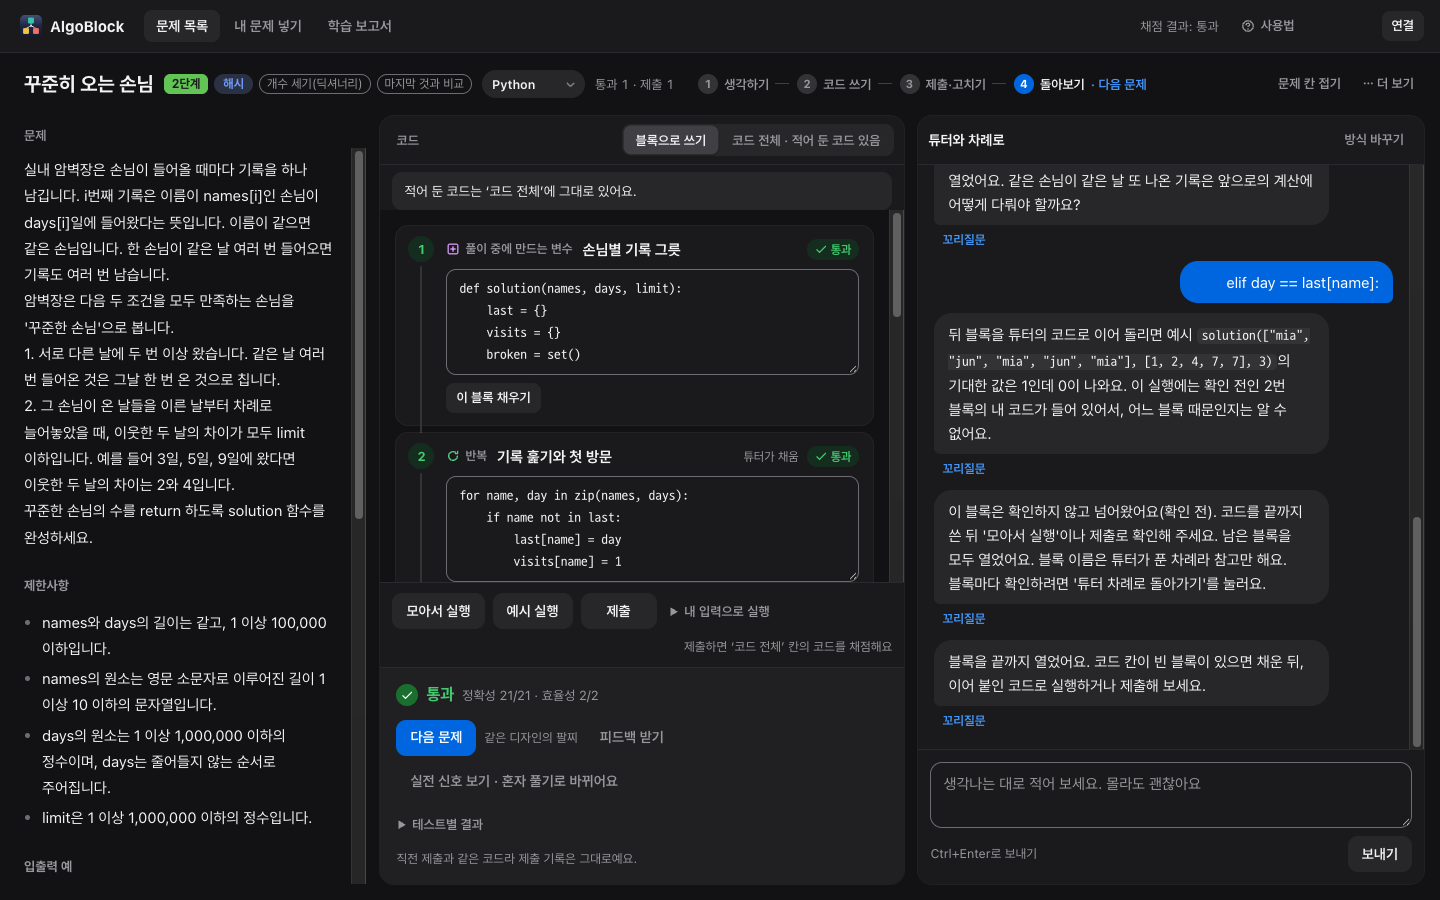 AlgoBlock
문제 목록
내 문제 넣기
학습 보고서
채점 결과: 통과
사용법
연결
꾸준히 오는 손님
2단계
해시
개수 세기(딕셔너리)
마지막 것과 비교
Python
통과 1 · 제출 1
1 생각하기
2 코드 쓰기
3 제출·고치기
4 돌아보기 · 다음 문제
문제 칸 접기
··· 더 보기
문제
실내 암벽장은 손님이 들어올 때마다 기록을 하나
남깁니다. i번째 기록은 이름이 names[i]인 손님이
days[i]일에 들어왔다는 뜻입니다. 이름이 같으면
같은 손님입니다. 한 손님이 같은 날 여러 번 들어오면
기록도 여러 번 남습니다.
암벽장은 다음 두 조건을 모두 만족하는 손님을
'꾸준한 손님'으로 봅니다.
1. 서로 다른 날에 두 번 이상 왔습니다. 같은 날 여러
번 들어온 것은 그날 한 번 온 것으로 칩니다.
2. 그 손님이 온 날들을 이른 날부터 차례로
늘어놓았을 때, 이웃한 두 날의 차이가 모두 limit
이하입니다. 예를 들어 3일, 5일, 9일에 왔다면
이웃한 두 날의 차이는 2와 4입니다.
꾸준한 손님의 수를 return 하도록 solution 함수를
완성하세요.
제한사항
• names와 days의 길이는 같고, 1 이상 100,000
이하입니다.
• names의 원소는 영문 소문자로 이루어진 길이 1
이상 10 이하의 문자열입니다.
• days의 원소는 1 이상 1,000,000 이하의
정수이며, days는 줄어들지 않는 순서로
주어집니다.
• limit은 1 이상 1,000,000 이하의 정수입니다.
입출력 예
코드
블록으로 쓰기
코드 전체 · 적어 둔 코드 있음
적어 둔 코드는 ‘코드 전체’에 그대로 있어요.
1 풀이 중에 만드는 변수 손님별 기록 그릇
통과
def solution(names, days, limit):
    last = {}
    visits = {}
    broken = set()
이 블록 채우기
2 반복 기록 훑기와 첫 방문
튜터가 채움
통과
for name, day in zip(names, days):
    if name not in last:
        last[name] = day
        visits[name] = 1
모아서 실행
예시 실행
제출
▶ 내 입력으로 실행
제출하면 ‘코드 전체’ 칸의 코드를 채점해요
통과 정확성 21/21 · 효율성 2/2
다음 문제
같은 디자인의 팔찌
피드백 받기
실전 신호 보기 · 혼자 풀기로 바뀌어요
▶ 테스트별 결과
직전 제출과 같은 코드라 제출 기록은 그대로예요.
튜터와 차례로
방식 바꾸기
열었어요. 같은 손님이 같은 날 또 나온 기록은 앞으로의 계산에
어떻게 다뤄야 할까요?
꼬리질문
elif day == last[name]:
뒤 블록을 튜터의 코드로 이어 돌리면 예시 solution(["mia",
"jun", "mia", "jun", "mia"], [1, 2, 4, 7, 7], 3)의
기대한 값은 1인데 0이 나와요. 이 실행에는 확인 전인 2번
블록의 내 코드가 들어 있어서, 어느 블록 때문인지는 알 수
없어요.
꼬리질문
이 블록은 확인하지 않고 넘어왔어요(확인 전). 코드를 끝까지
쓴 뒤 '모아서 실행'이나 제출로 확인해 주세요. 남은 블록을
모두 열었어요. 블록 이름은 튜터가 푼 차례라 참고만 해요.
블록마다 확인하려면 '튜터 차례로 돌아가기'를 눌러요.
꼬리질문
블록을 끝까지 열었어요. 코드 칸이 빈 블록이 있으면 채운 뒤,
이어 붙인 코드로 실행하거나 제출해 보세요.
꼬리질문
생각나는 대로 적어 보세요. 몰라도 괜찮아요
Ctrl+Enter로 보내기
보내기